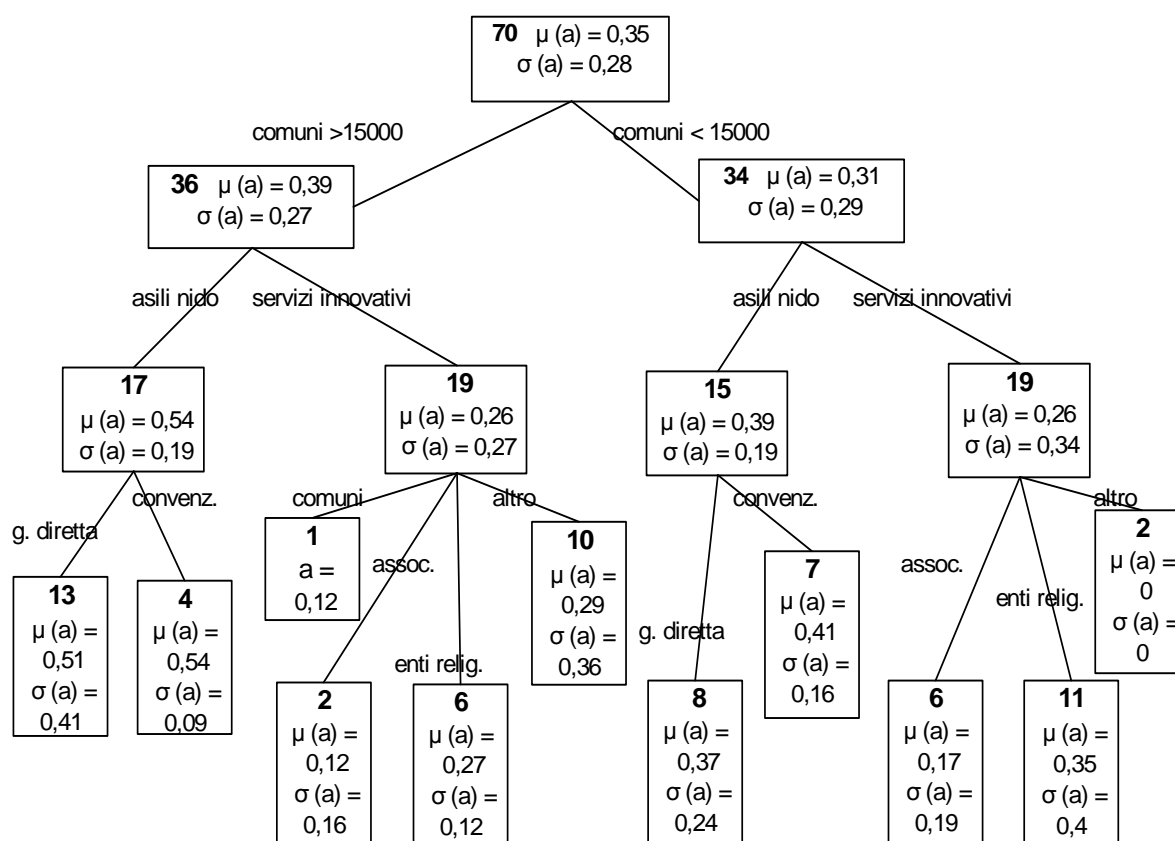 70 µ (a) = 0,35
σ (a) = 0,28
comuni >15000
comuni < 15000
36 µ (a) = 0,39
σ (a) = 0,27
34 µ (a) = 0,31
σ (a) = 0,29
asili nido
servizi innovativi
asili nido
servizi innovativi
17
µ (a) = 0,54
σ (a) = 0,19
19
µ (a) = 0,26
σ (a) = 0,27
15
µ (a) = 0,39
σ (a) = 0,19
19
µ (a) = 0,26
σ (a) = 0,34
g. diretta
convenz.
comuni
assoc.
enti relig.
altro
g. diretta
convenz.
assoc.
enti relig.
altro
13
µ (a) =
0,51
σ (a) =
0,41
4
µ (a) =
0,54
σ (a) =
0,09
1
a =
0,12
2
µ (a) =
0,12
σ (a) =
0,16
6
µ (a) =
0,27
σ (a) =
0,12
10
µ (a) =
0,29
σ (a) =
0,36
8
µ (a) =
0,37
σ (a) =
0,24
7
µ (a) =
0,41
σ (a) =
0,16
6
µ (a) =
0,17
σ (a) =
0,19
11
µ (a) =
0,35
σ (a) =
0,4
2
µ (a) =
0
σ (a) =
0